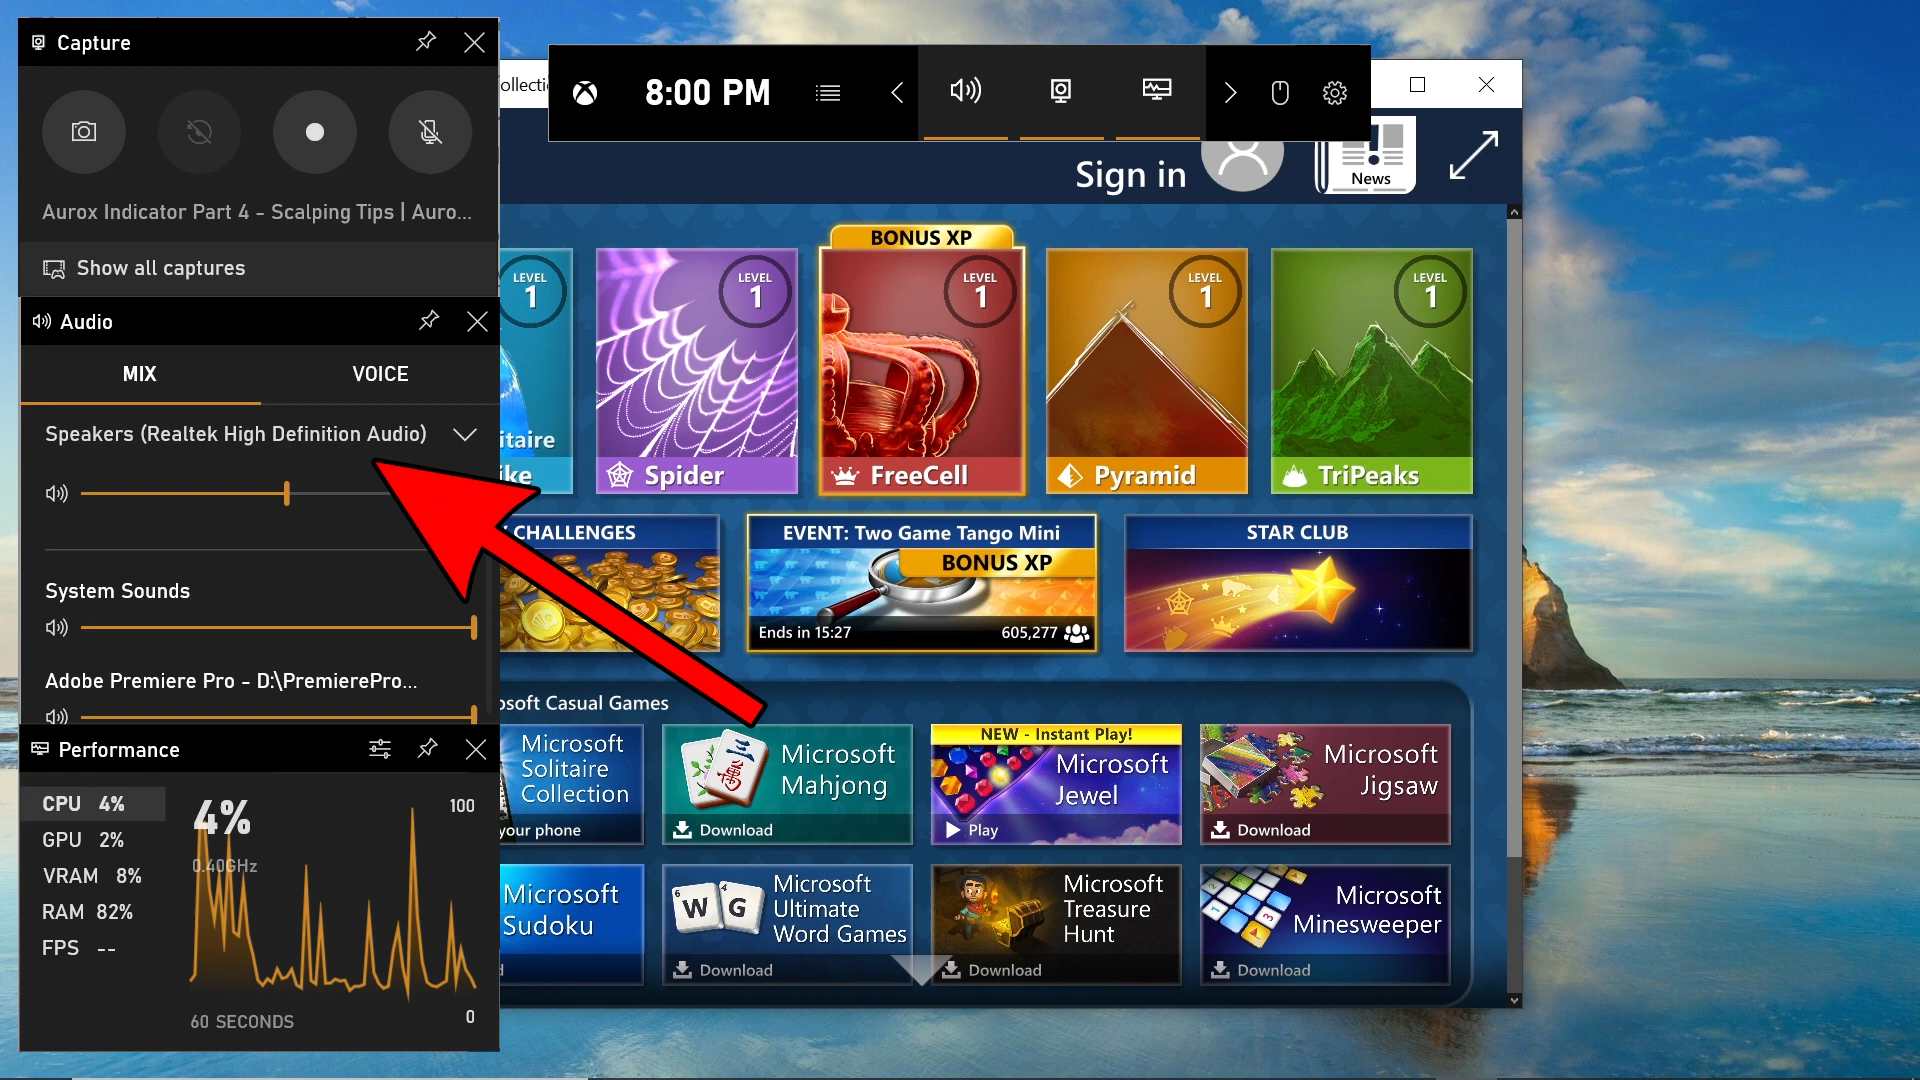 Capture
Aurox Indicator Part 4 - Scalping Tips | Auro...
Show all captures
Audio
MIX
VOICE
Speakers (Realtek High Definition Audio)
System Sounds
Adobe Premiere Pro - D:\PremierePro...
Performance
CPU 4%
GPU 2%
VRAM 8%
RAM 82%
FPS --
4%
0.40GHz
100
60 SECONDS
0
8:00 PM
ollecti
Sign in
News
LEVEL
1
itaire
ike
LEVEL
1
Spider
BONUS XP
LEVEL
1
FreeCell
LEVEL
1
Pyramid
LEVEL
1
TriPeaks
CHALLENGES
EVENT: Two Game Tango Mini
BONUS XP
Ends in 15:27
605,277
STAR CLUB
osoft Casual Games
Microsoft
Solitaire
Collection
your phone
Microsoft
Mahjong
Download
NEW - Instant Play!
Microsoft
Jewel
Play
Microsoft
Jigsaw
Download
Microsoft
Sudoku
d
6 W
4 G
Microsoft
Ultimate
Word Games
Download
Microsoft
Treasure
Hunt
Download
1
3
Microsoft
Minesweeper
Download